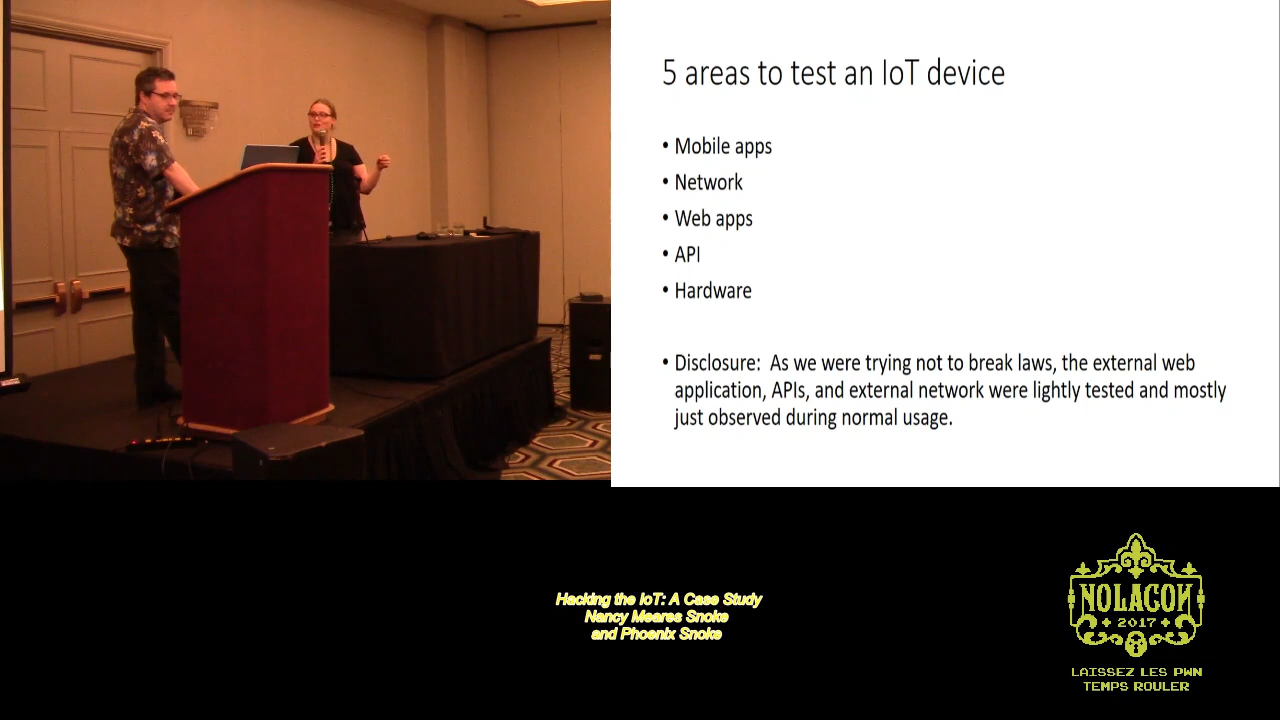 5 areas to test an IoT device
• Mobile apps
• Network
• Web apps
• API
• Hardware
• Disclosure:  As we were trying not to break laws, the external web
application, APIs, and external network were lightly tested and mostly
just observed during normal usage.
Hacking the IoT: A Case Study
Nancy Meares Snoke
and Phoenix Snoke
NOLACON
2017
LAISSEZ LES PWN
TEMPS ROULER